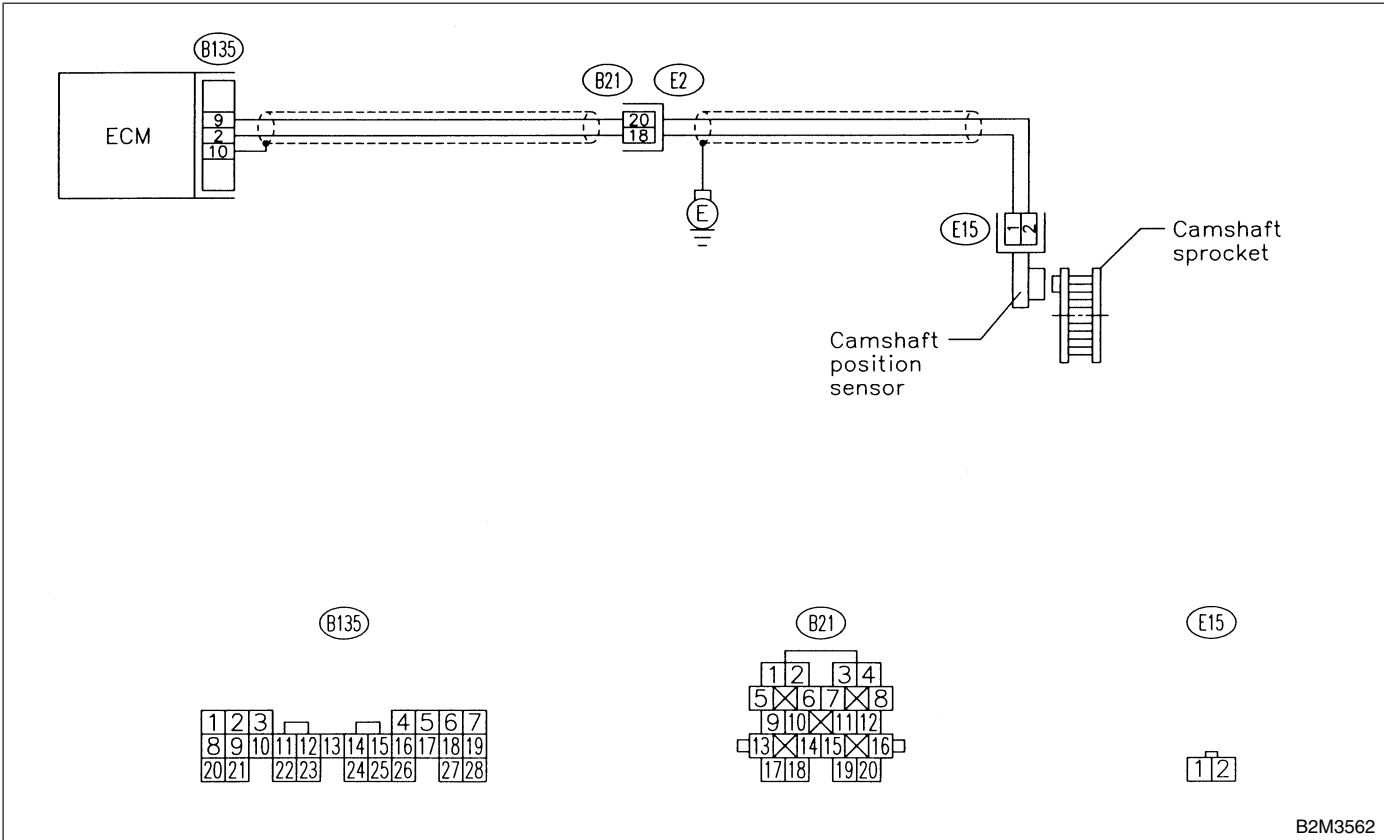 B135
B21 E2
ECM
9
2
10
20
18
E
E15
1 2
Camshaft
sprocket
Camshaft
position
sensor
B135
B21
E15
1 2 3 4 5 6 7
8 9 10 11 12 13 14 15 16 17 18 19
20 21 22 23 24 25 26 27 28
1 2 3 4
5 6 7 8
9 10 11 12
13 14 15 16
17 18 19 20
1 2
B2M3562